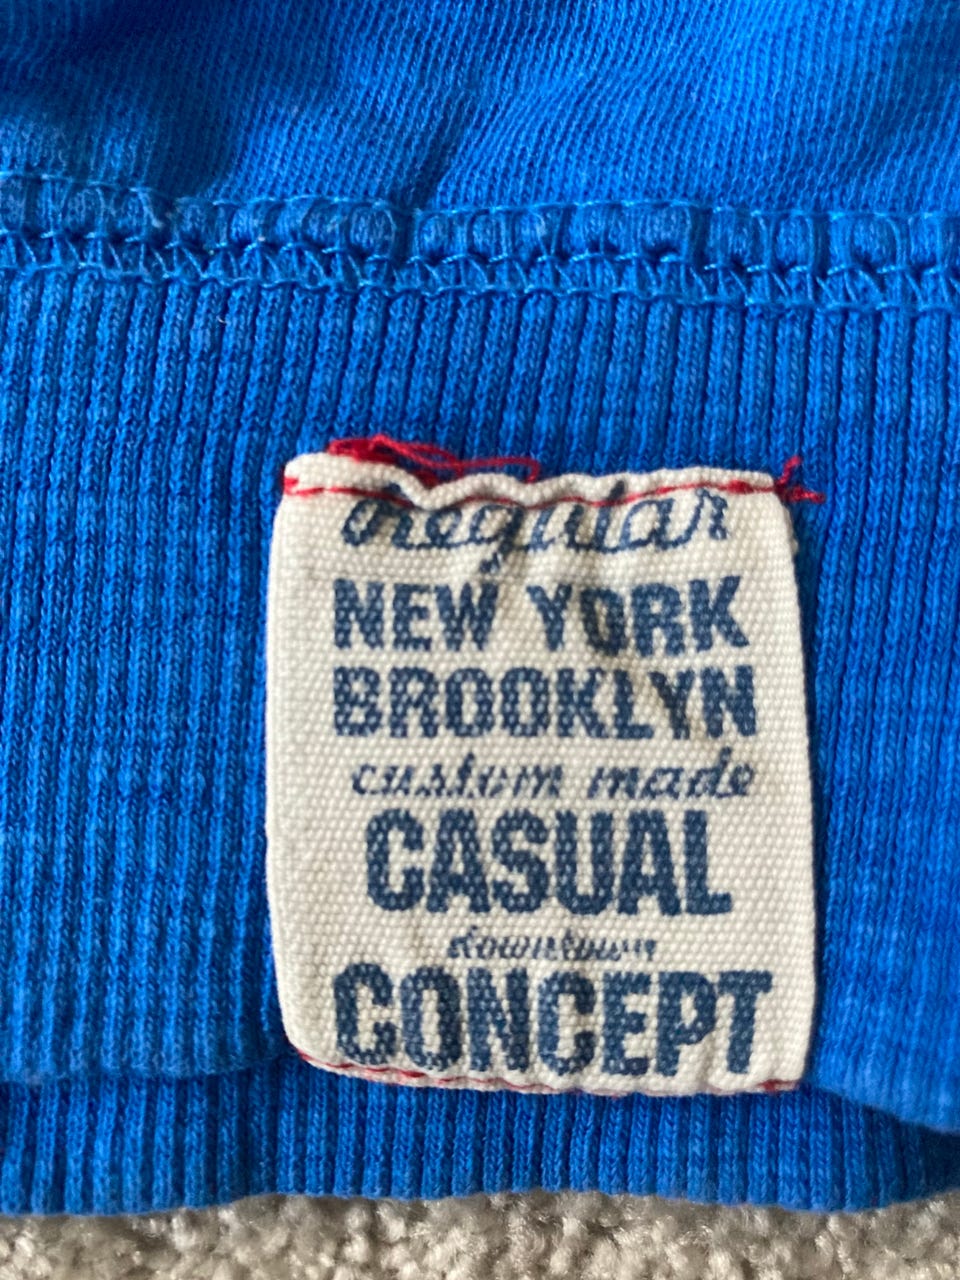 Regular
NEW YORK
BROOKLYN
custom made
CASUAL
downtown
CONCEPT